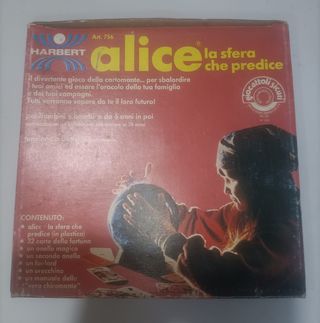 HARBERT
Art. 756
alice
la sfera
che predice
il divertente gioco della cartomante... per sbalordire
i tuoi amici ed essere l'oracolo della tua famiglia
e dei tuoi compagni.
Tutti verranno sapere da te il loro futuro!
giocattoli sicuri
CONTENUTO:
alice la sfera che
predice (in plastica)
32 carte della fortuna
un anello magico
un secondo anello
un foulard
un orecchino
un manuale della
"vera chiromante"